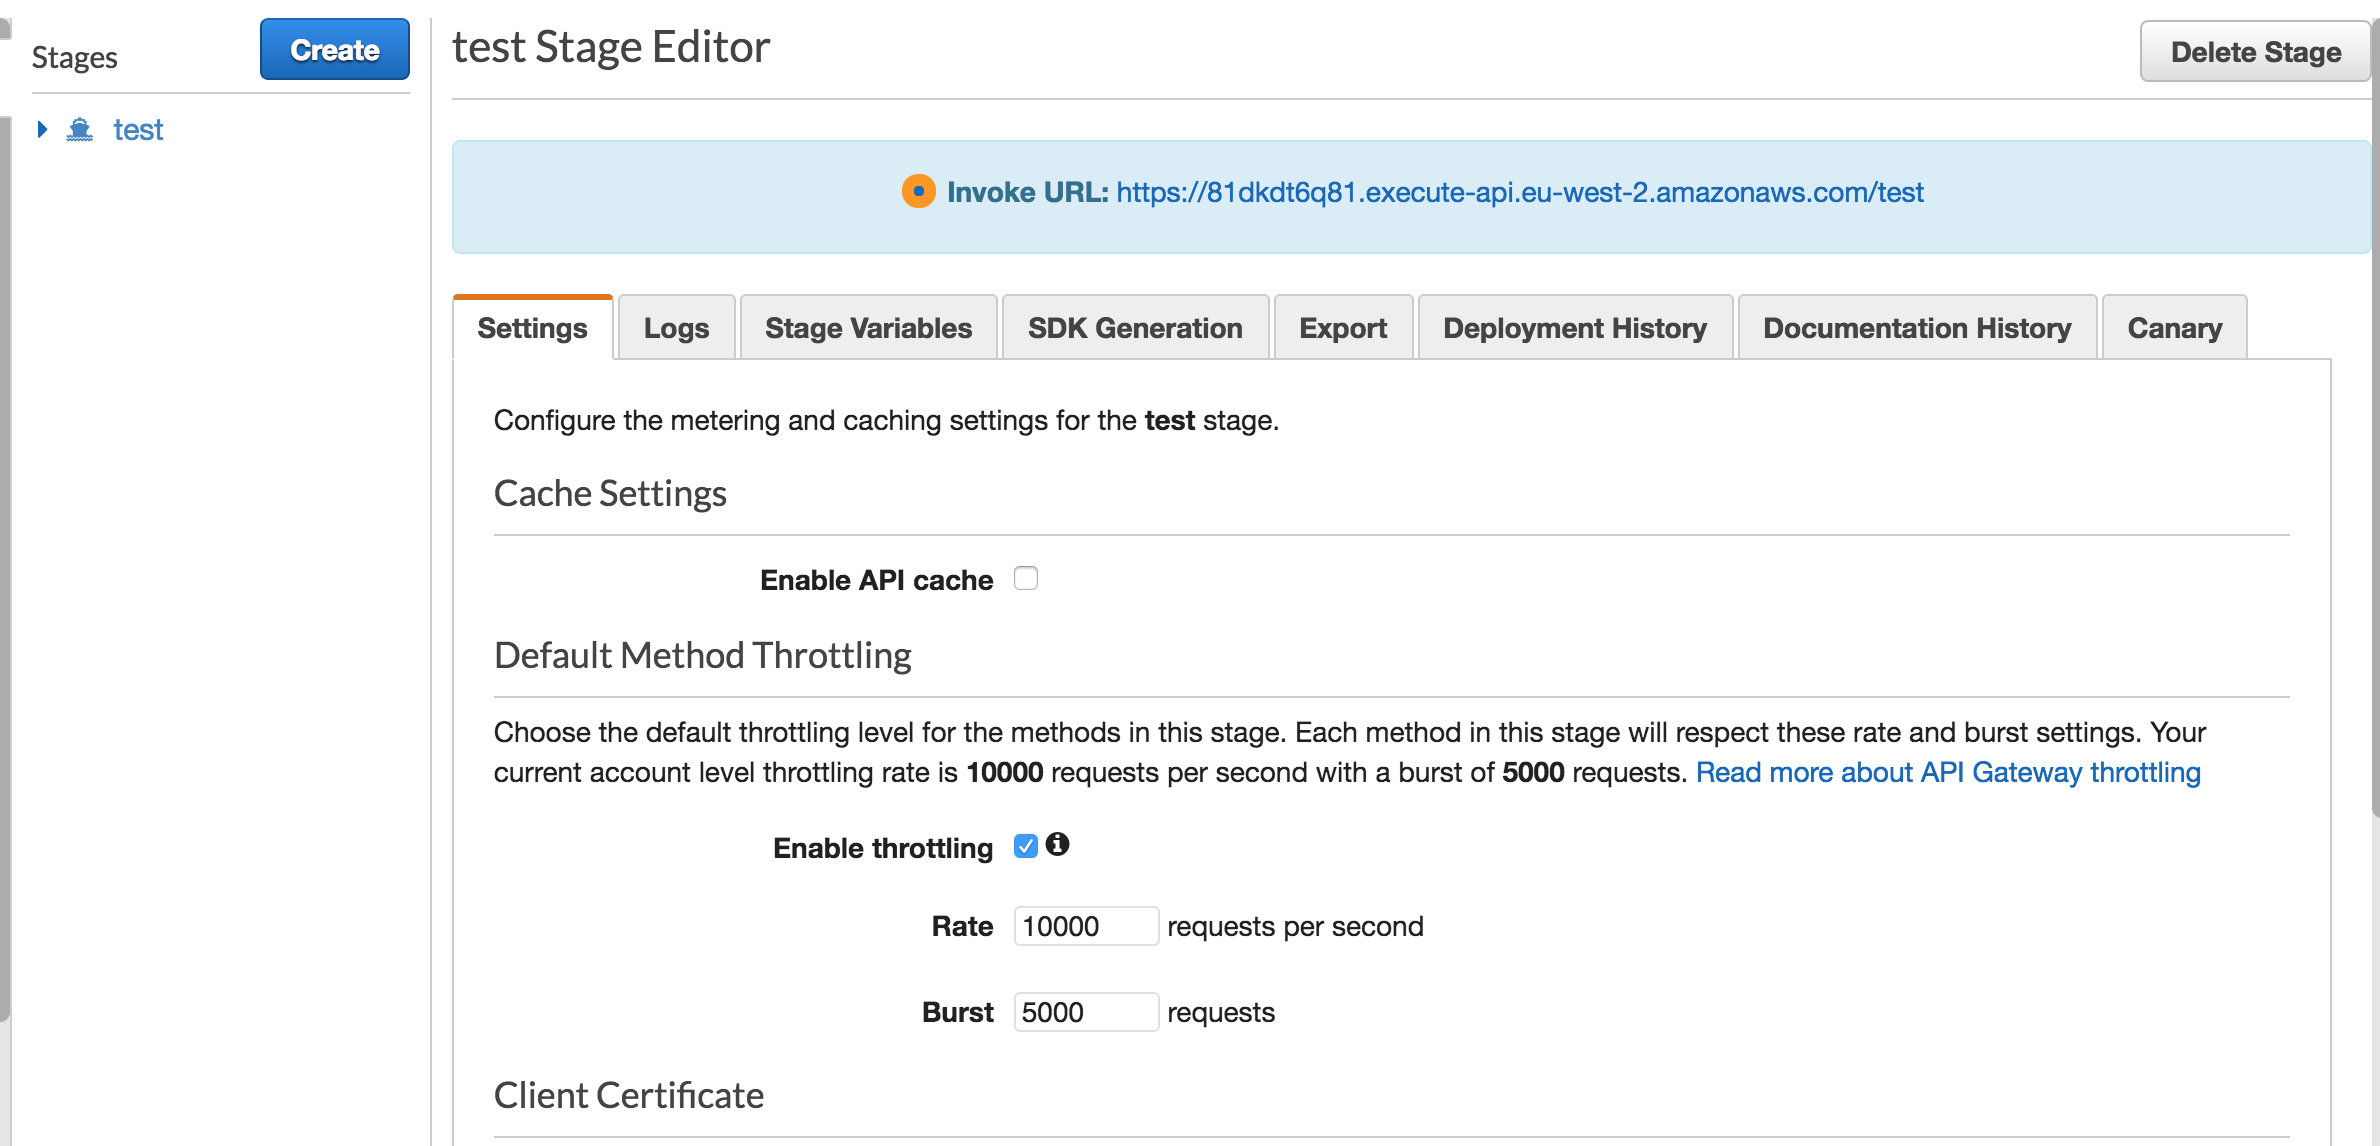 Stages
Create
test
test Stage Editor
Delete Stage
Invoke URL: https://81dkdt6q81.execute-api.eu-west-2.amazonaws.com/test
Settings
Logs
Stage Variables
SDK Generation
Export
Deployment History
Documentation History
Canary
Configure the metering and caching settings for the test stage.
Cache Settings
Enable API cache
Default Method Throttling
Choose the default throttling level for the methods in this stage. Each method in this stage will respect these rate and burst settings. Your
current account level throttling rate is 10000 requests per second with a burst of 5000 requests. Read more about API Gateway throttling
Enable throttling
Rate 10000 requests per second
Burst 5000 requests
Client Certificate